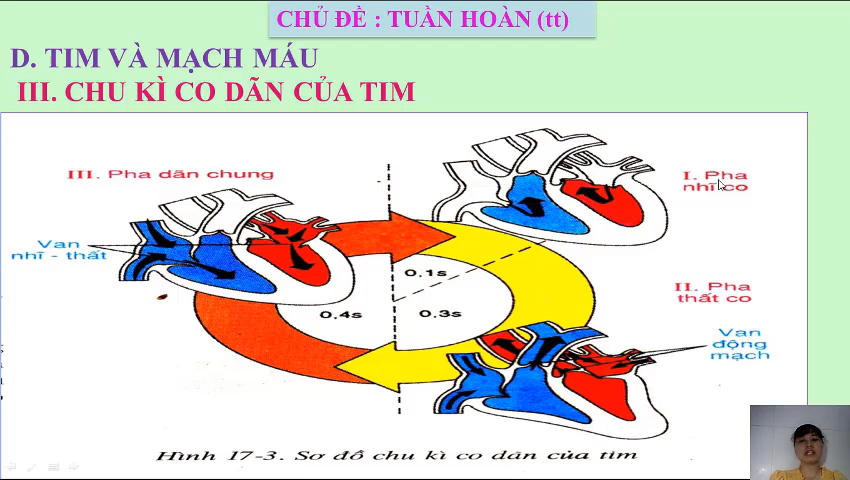 CHỦ ĐỀ : TUẦN HOÀN (tt)
D. TIM VÀ MẠCH MÁU
III. CHU KÌ CO DÃN CỦA TIM
III. Pha dãn chung
I. Pha
nhĩ co
Van
nhĩ - thất
0.1s
0.4s
0.3s
II. Pha
thất co
Van
động
mạch
Hình 17-3. Sơ đồ chu kì co dãn của tim